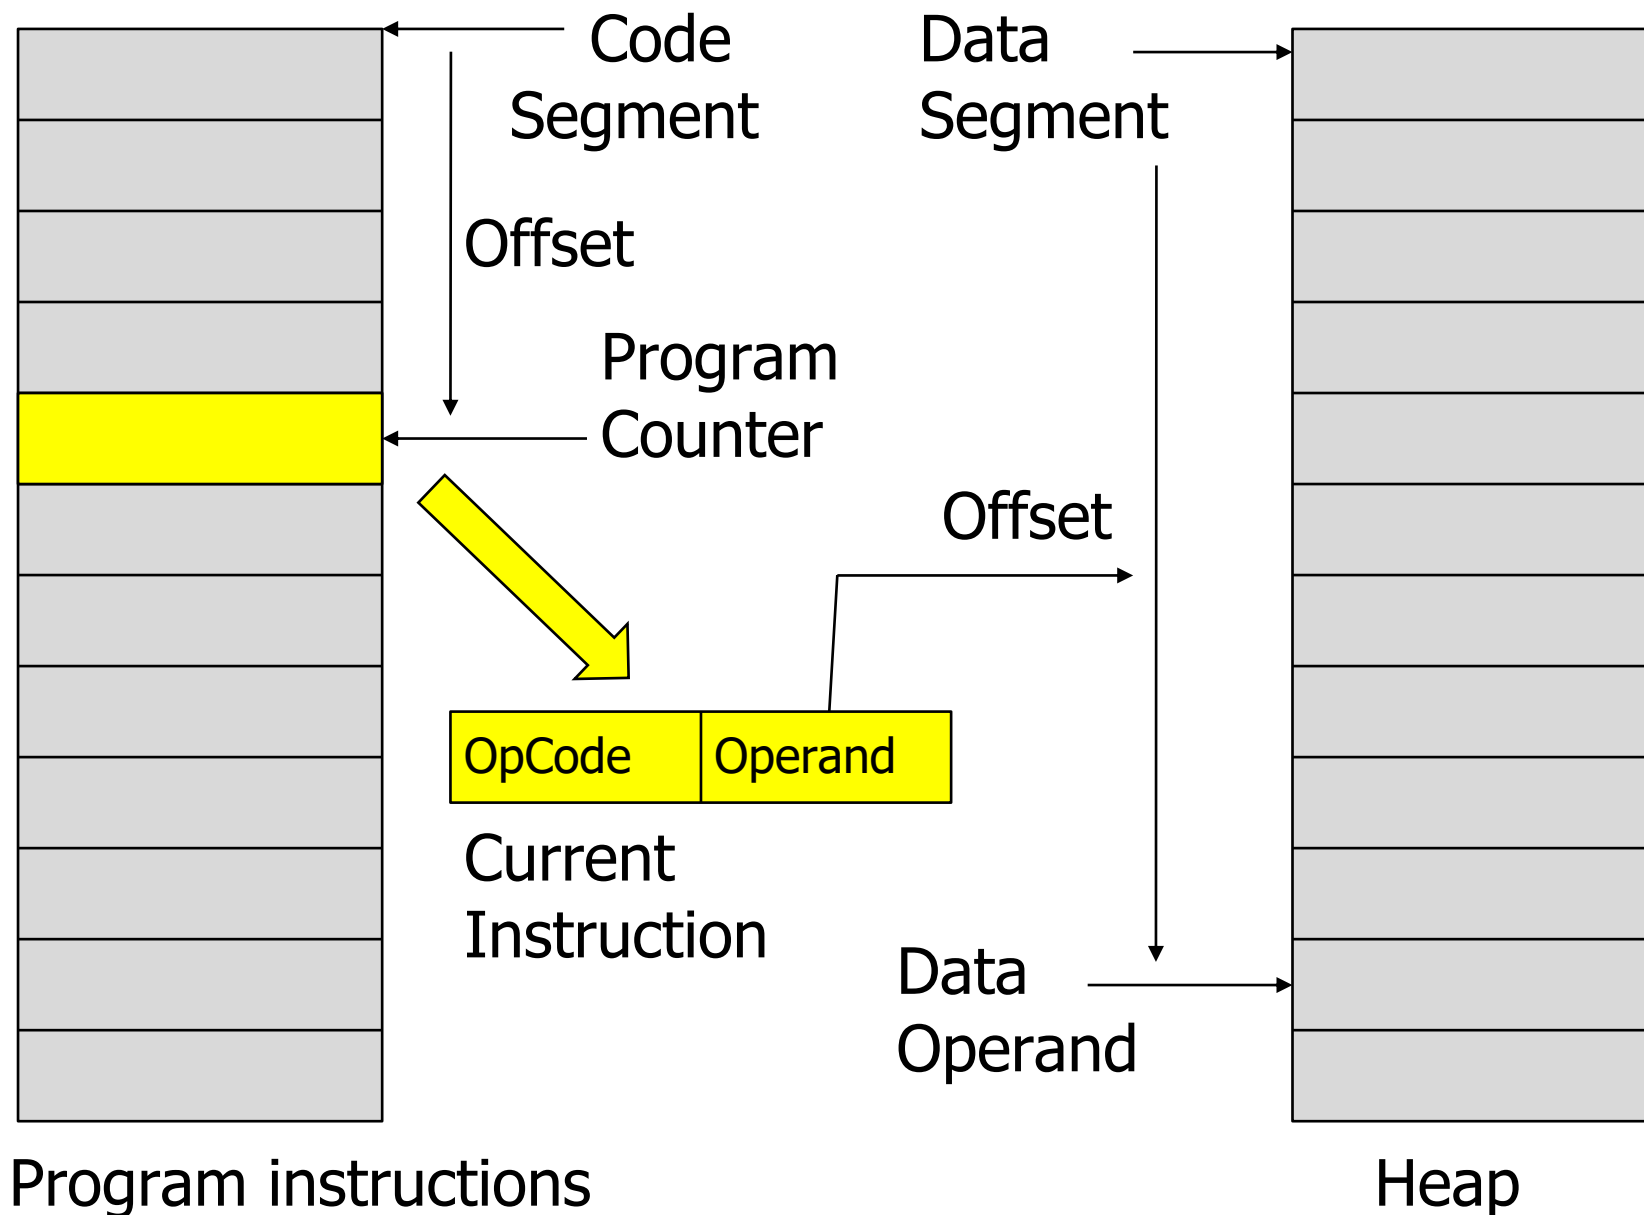 Code
Segment
Data
Segment
Offset
Program
Counter
Offset
OpCode
Operand
Current
Instruction
Data
Operand
Program instructions
Heap